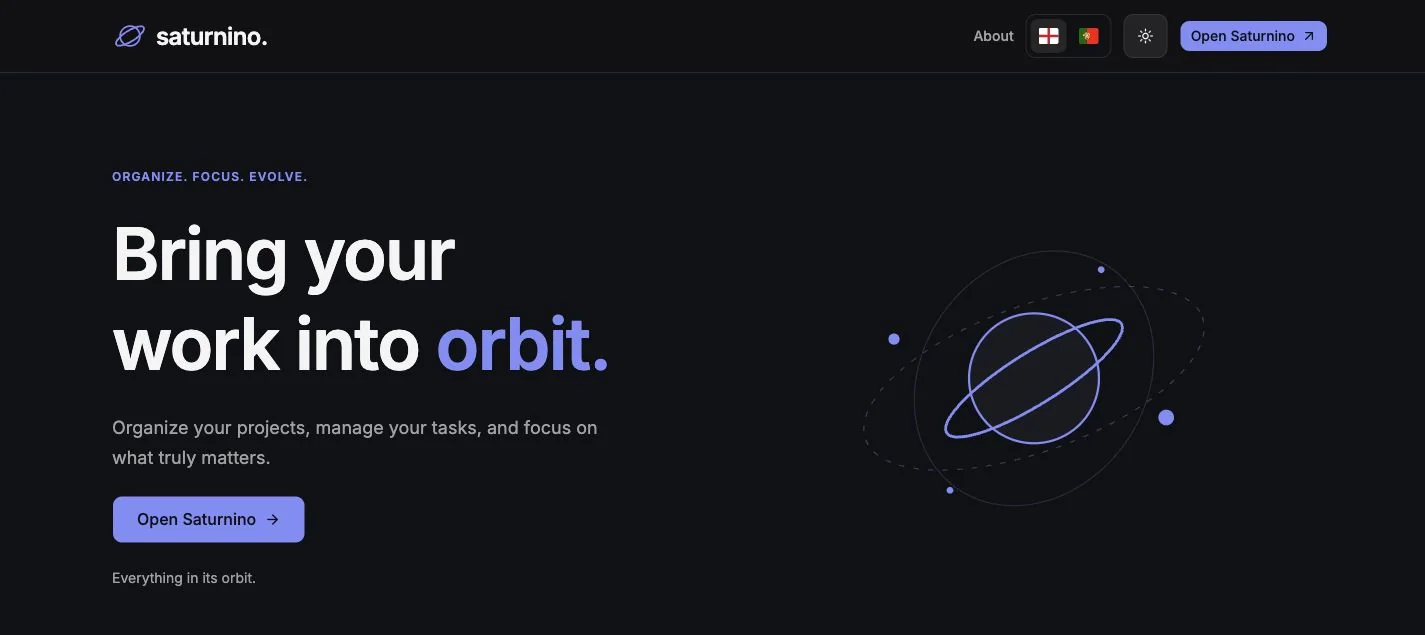 saturnino.
About
Open Saturnino
ORGANIZE. FOCUS. EVOLVE.
Bring your
work into orbit.
Organize your projects, manage your tasks, and focus on
what truly matters.
Open Saturnino
Everything in its orbit.